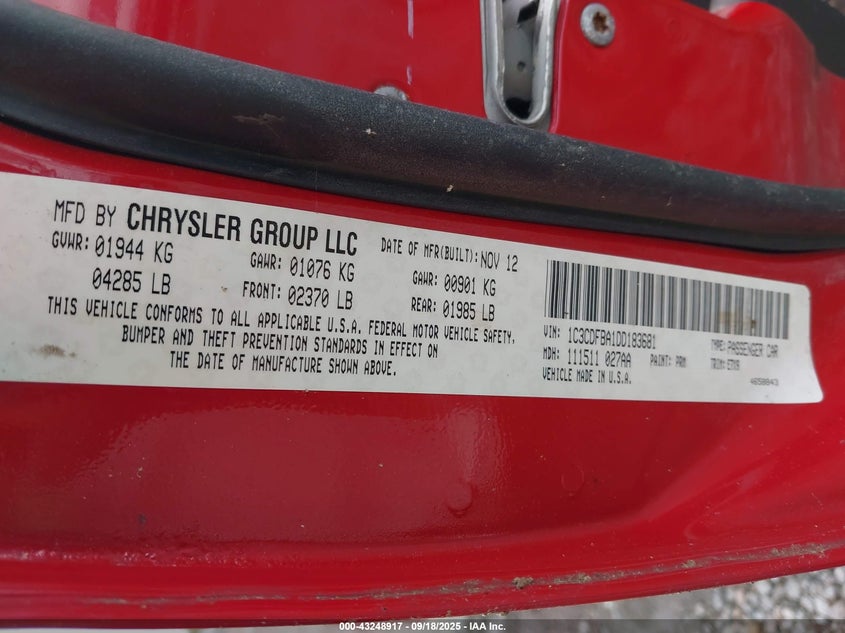 MFD BY CHRYSLER GROUP LLC
DATE OF MFR(BUILT): NOV 12
GVWR: 01944 KG
GAWR: 01076 KG
GAWR: 00901 KG
04285 LB
FRONT: 02370 LB
REAR: 01985 LB
THIS VEHICLE CONFORMS TO ALL APPLICABLE U.S.A. FEDERAL MOTOR VEHICLE SAFETY,
BUMPER AND THEFT PREVENTION STANDARDS IN EFFECT ON
THE DATE OF MANUFACTURE SHOWN ABOVE.
VIN: 1C3CDFBA1DD183681
TYPE: PASSENGER CAR
MDH: 111511 027AA
PAINT: PRM
TRIM:
VEHICLE MADE IN U.S.A.
000-43248917 - 09/18/2025 - IAA Inc.